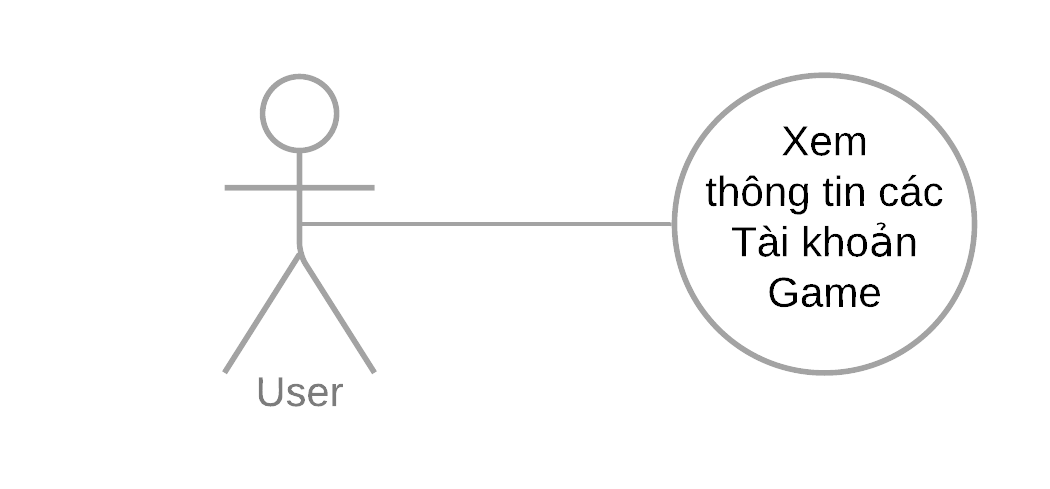 Xem
thông tin các
Tài khoản
Game
User